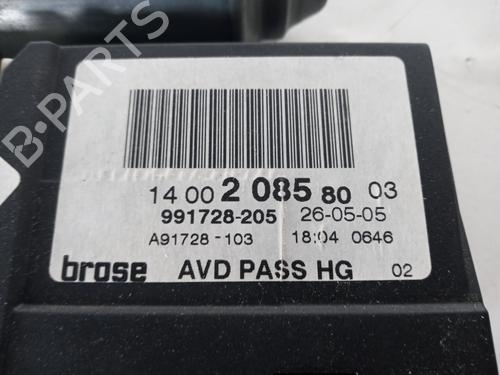 B-PARTS
14 00 2 085 80 03
991728-205 26-05-05
A91728-103 18:04 0646
brose AVD PASS HG 02